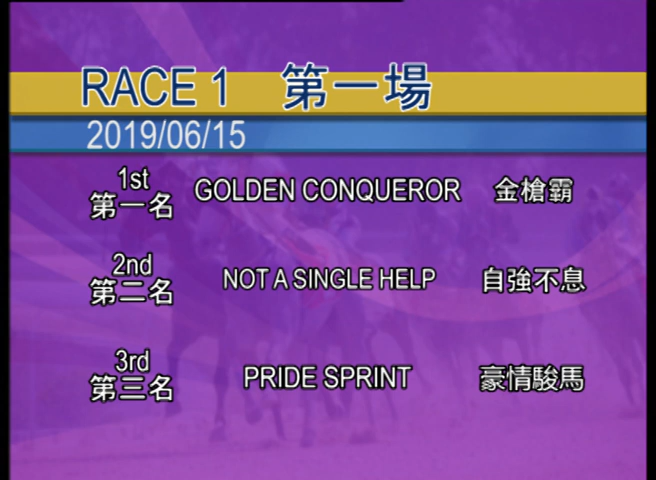 RACE 1 第一場
2019/06/15
1st
第一名 GOLDEN CONQUEROR 金槍霸
2nd
第二名 NOT A SINGLE HELP 自強不息
3rd
第三名 PRIDE SPRINT 豪情駿馬